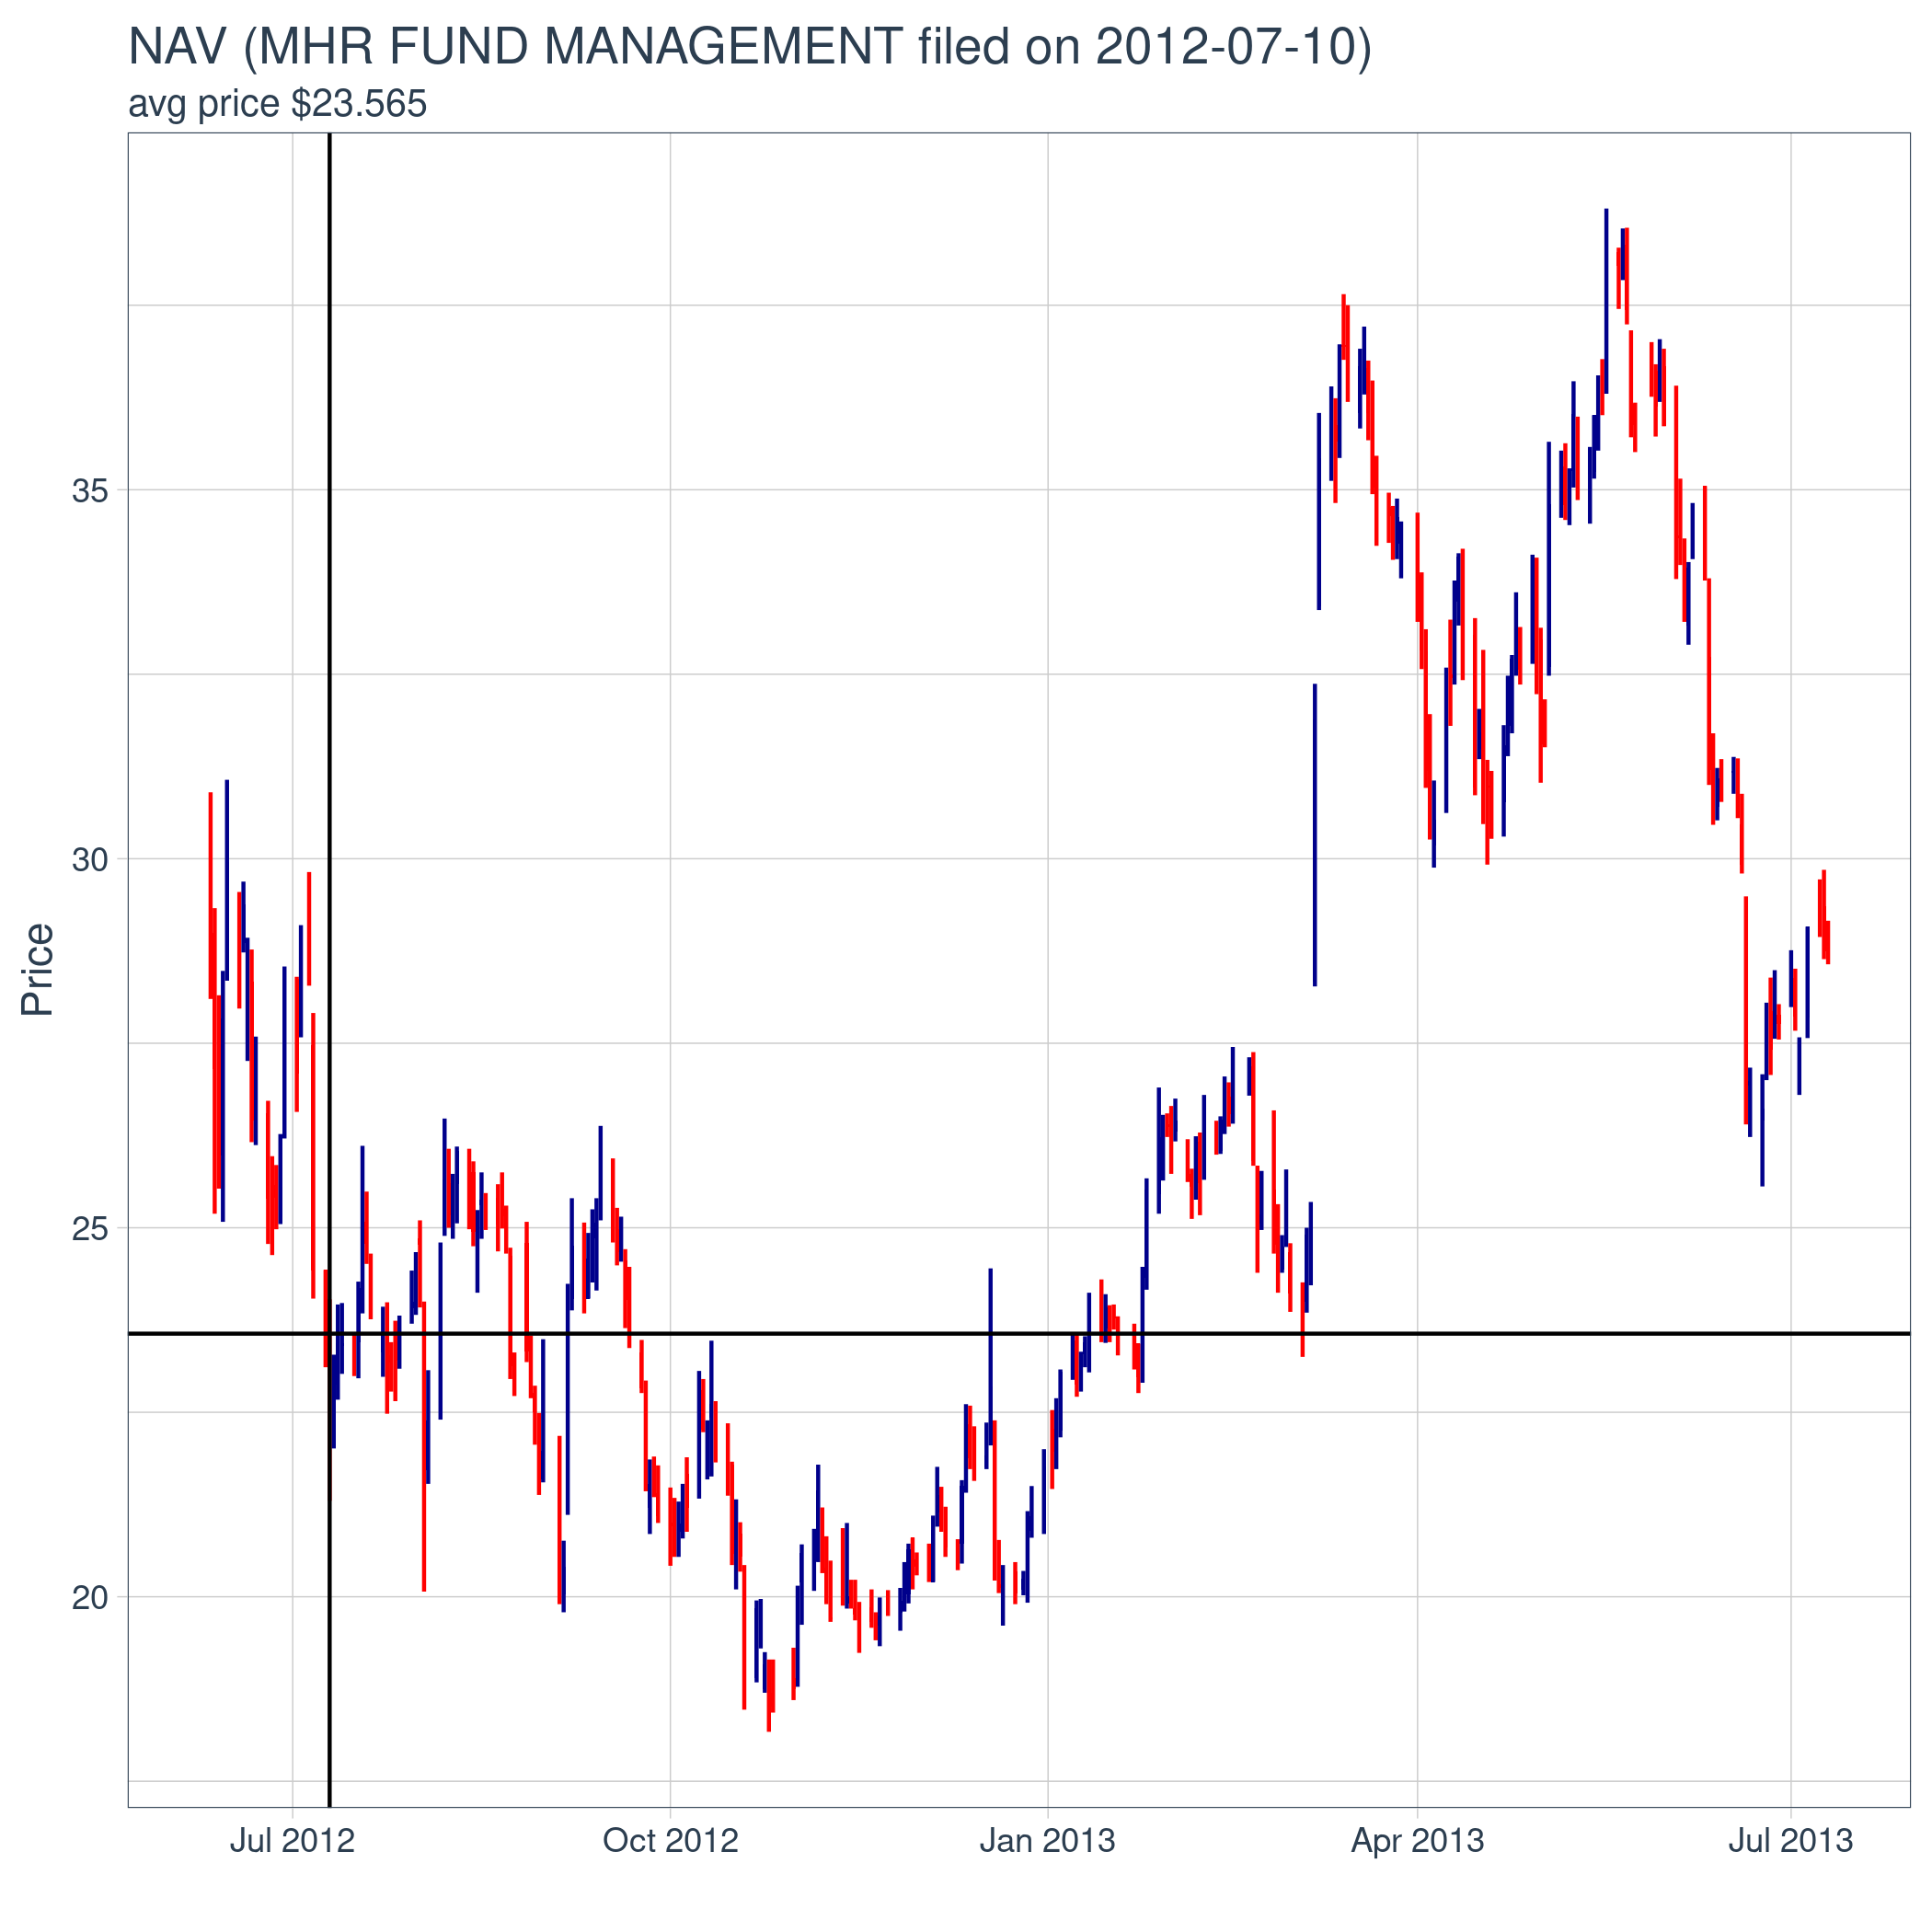 NAV (MHR FUND MANAGEMENT filed on 2012-07-10)
avg price $23.565
Price
35
30
25
20
Jul 2012 Oct 2012 Jan 2013 Apr 2013 Jul 2013